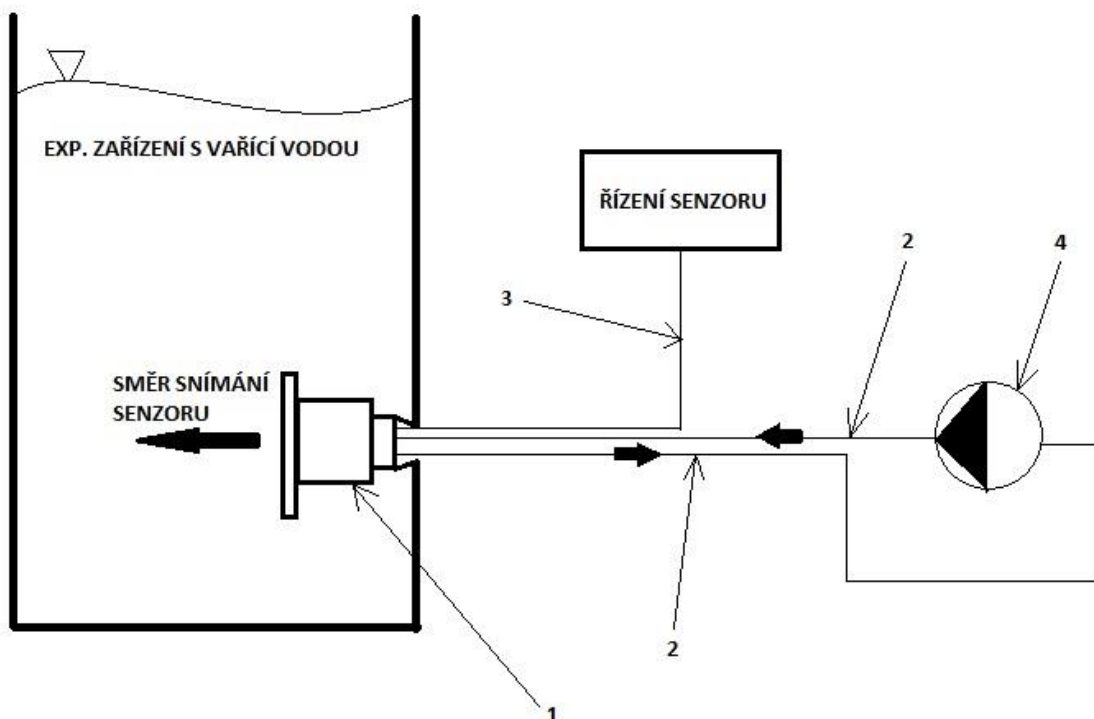 EXP. ZAŘÍZENÍ S VAŘÍCÍ VODOU
ŘÍZENÍ SENZORU
2
4
3
SMĚR SNÍMÁNÍ
SENZORU
2
1